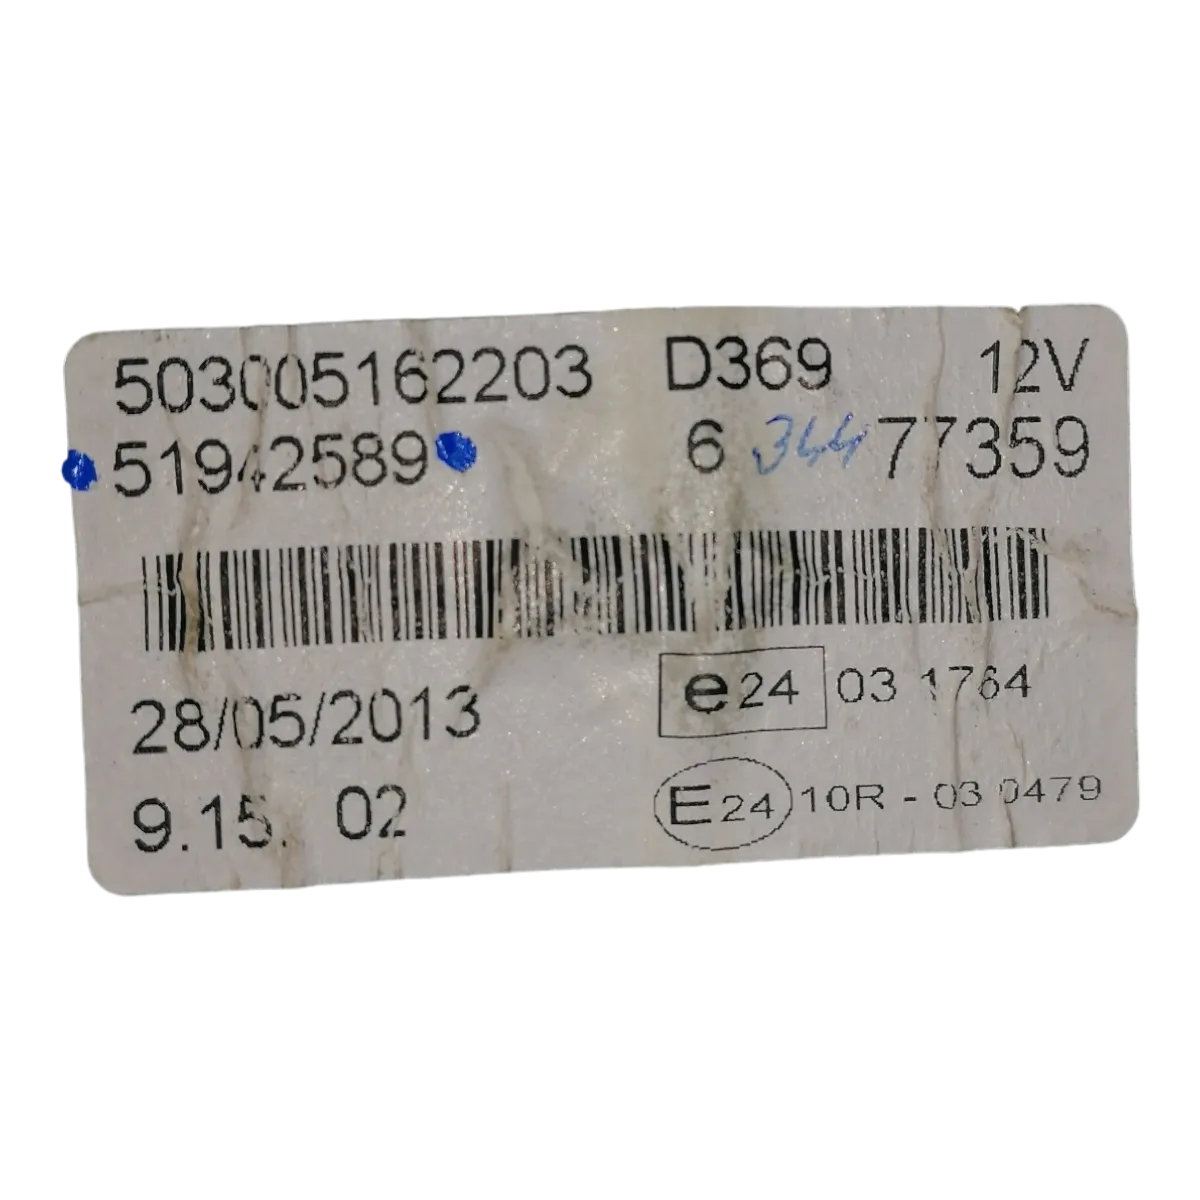 503005162203 D369 12V
51942589 6 344 77359
28/05/2013 e24 03 1764
9.15. 02 E24 10R - 03 0479